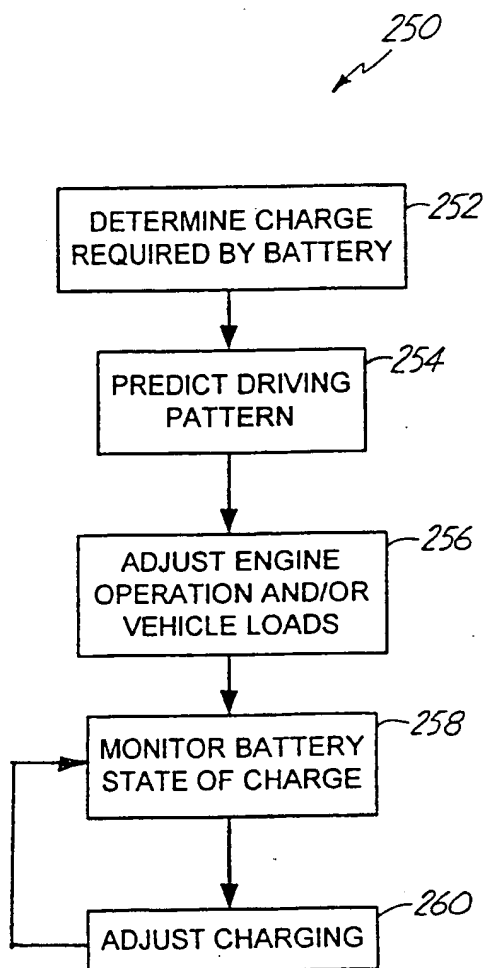 250
DETERMINE CHARGE
REQUIRED BY BATTERY
252
PREDICT DRIVING
PATTERN
254
ADJUST ENGINE
OPERATION AND/OR
VEHICLE LOADS
256
MONITOR BATTERY
STATE OF CHARGE
258
ADJUST CHARGING
260